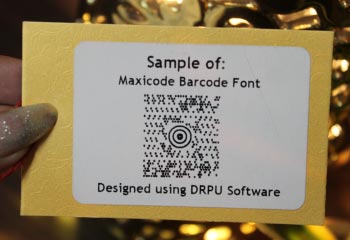 Sample of:
Maxicode Barcode Font
Designed using DRPU Software